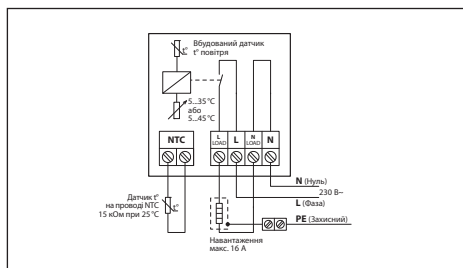 Вбудований датчик
t° повітря
t°
5...35 °C
або
5...45 °C
NTC
L LOAD
L
N LOAD
N
N (Нуль)
230 В~
L (Фаза)
Датчик t°
на проводі NTC
15 кОм при 25 °C
t°
PE (Захисний)
Навантаження
макс. 16 А